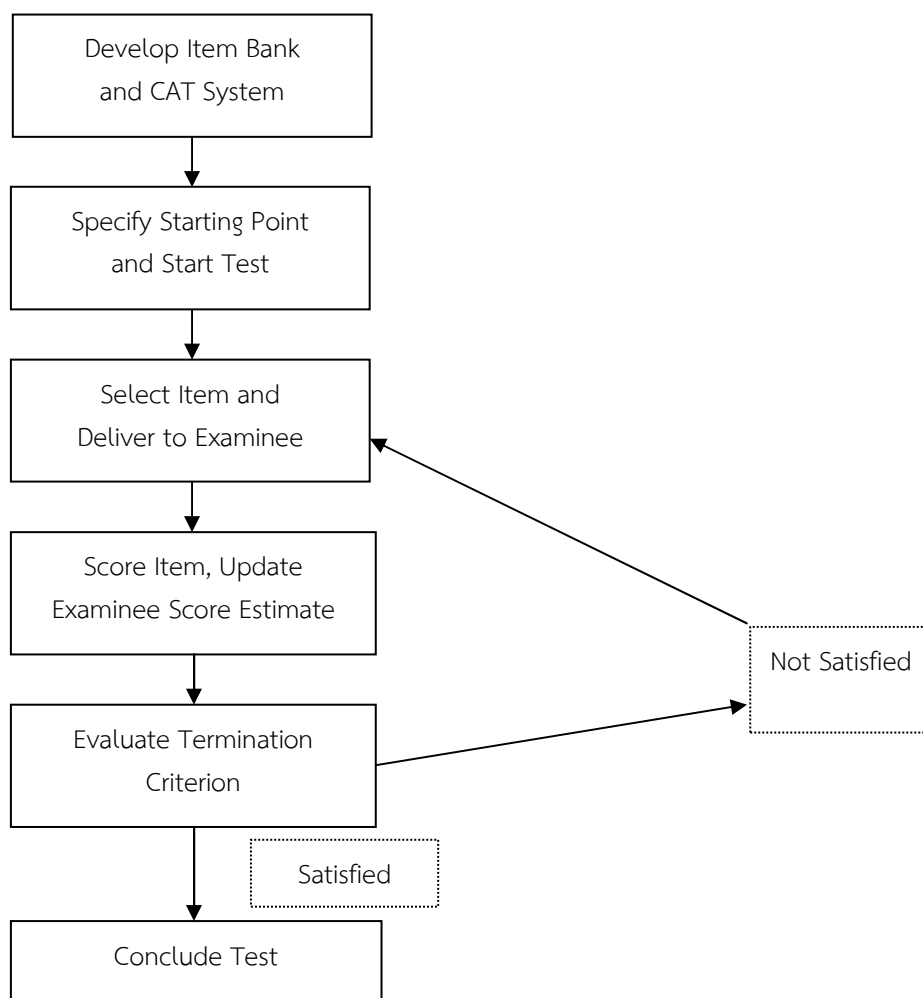 Develop Item Bank
and CAT System
Specify Starting Point
and Start Test
Select Item and
Deliver to Examinee
Score Item, Update
Examinee Score Estimate
Not Satisfied
Evaluate Termination
Criterion
Satisfied
Conclude Test